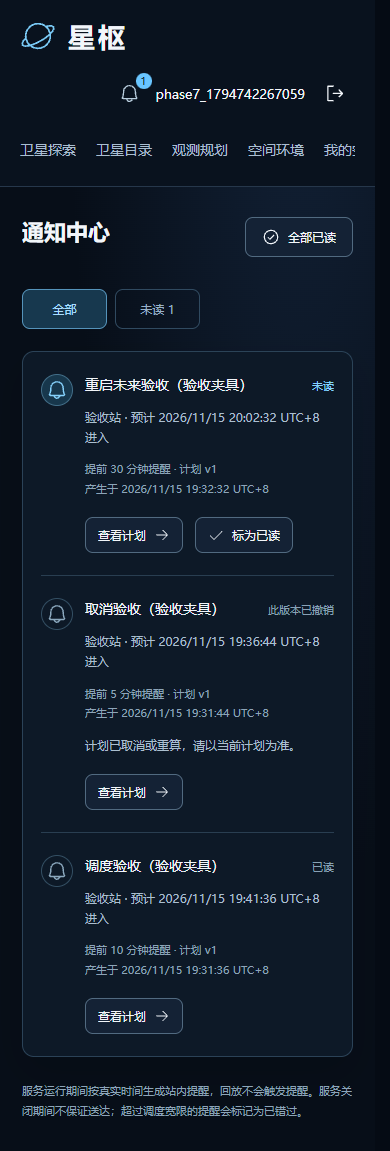 星枢
1
phase7_1794742267059
卫星探索 卫星目录 观测规划 空间环境 我的
通知中心
全部已读
全部 未读 1
重启未来验收（验收夹具） 未读
验收站 · 预计 2026/11/15 20:02:32 UTC+8
进入
提前 30 分钟提醒 · 计划 v1
产生于 2026/11/15 19:32:32 UTC+8
查看计划 标为已读
取消验收（验收夹具） 此版本已撤销
验收站 · 预计 2026/11/15 19:36:44 UTC+8
进入
提前 5 分钟提醒 · 计划 v1
产生于 2026/11/15 19:31:44 UTC+8
计划已取消或重算，请以当前计划为准。
查看计划
调度验收（验收夹具） 已读
验收站 · 预计 2026/11/15 19:41:36 UTC+8
进入
提前 10 分钟提醒 · 计划 v1
产生于 2026/11/15 19:31:36 UTC+8
查看计划
服务运行期间按真实时间生成站内提醒，回放不会触发提醒。服务关
闭期间不保证送达；超过调度宽限的提醒会标记为已错过。